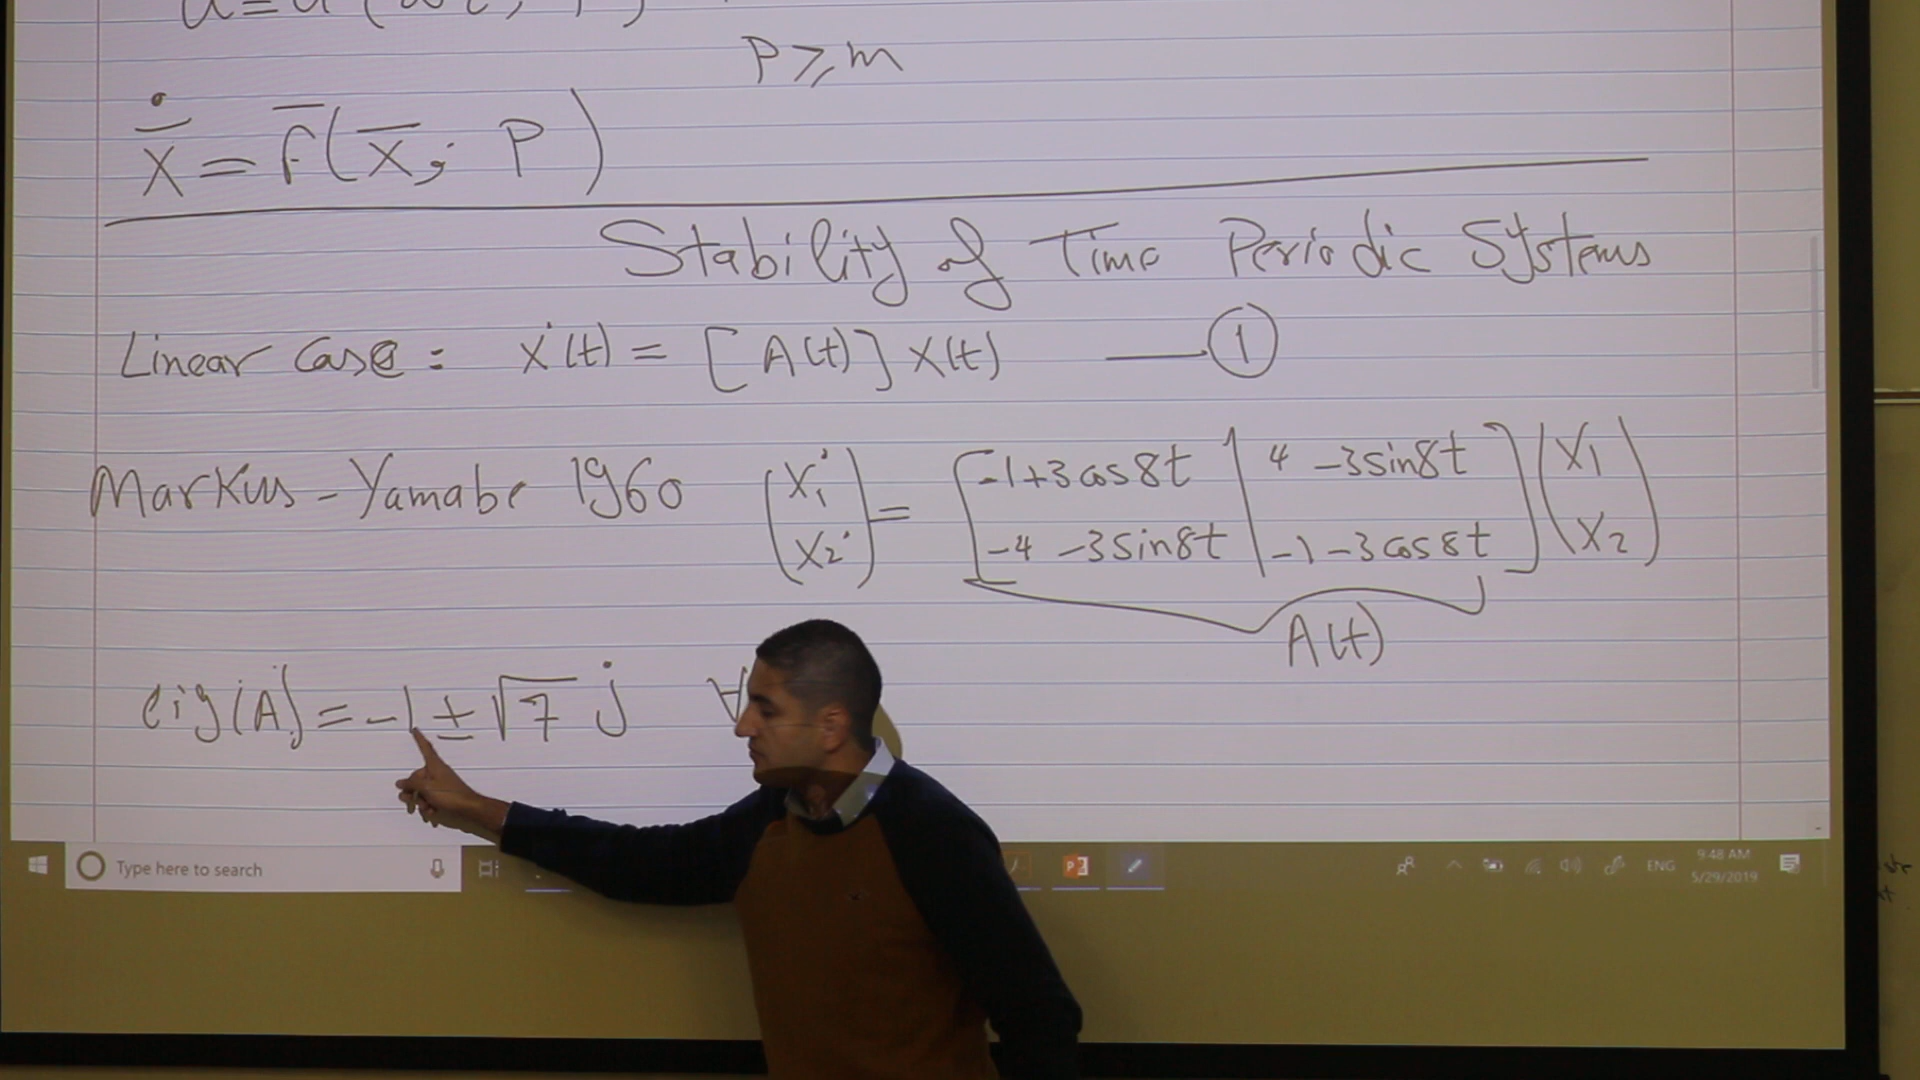 P ⩾ m
ẋ̄ = f̄(x̄; P)
Stability of Time Periodic Systems
Linear Case: ẋ(t) = [A(t)] x(t) —— ①
Markus-Yamabe 1960 (x₁˙ x₂˙) = [-1+3cos8t | 4 -3sin8t
-4 -3sin8t | -1 -3cos8t] (x₁ x₂)
A(t)
eig(A) = -1 ± √7 j ∀
Type here to search
ENG
9:48 AM
5/29/2019